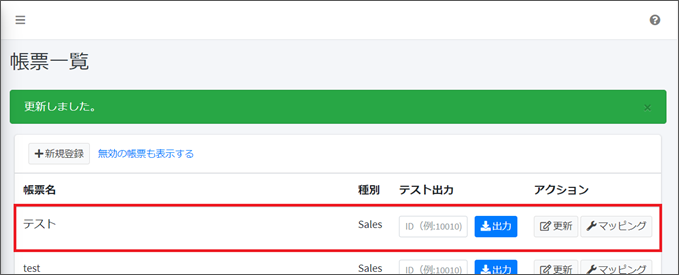 帳票一覧
更新しました。 ×
+新規登録 無効の帳票も表示する
帳票名 種別 テスト出力 アクション
テスト Sales ID（例:10010） 出力 更新 マッピング
test Sales ID（例:10010） 出力 更新 マッピング